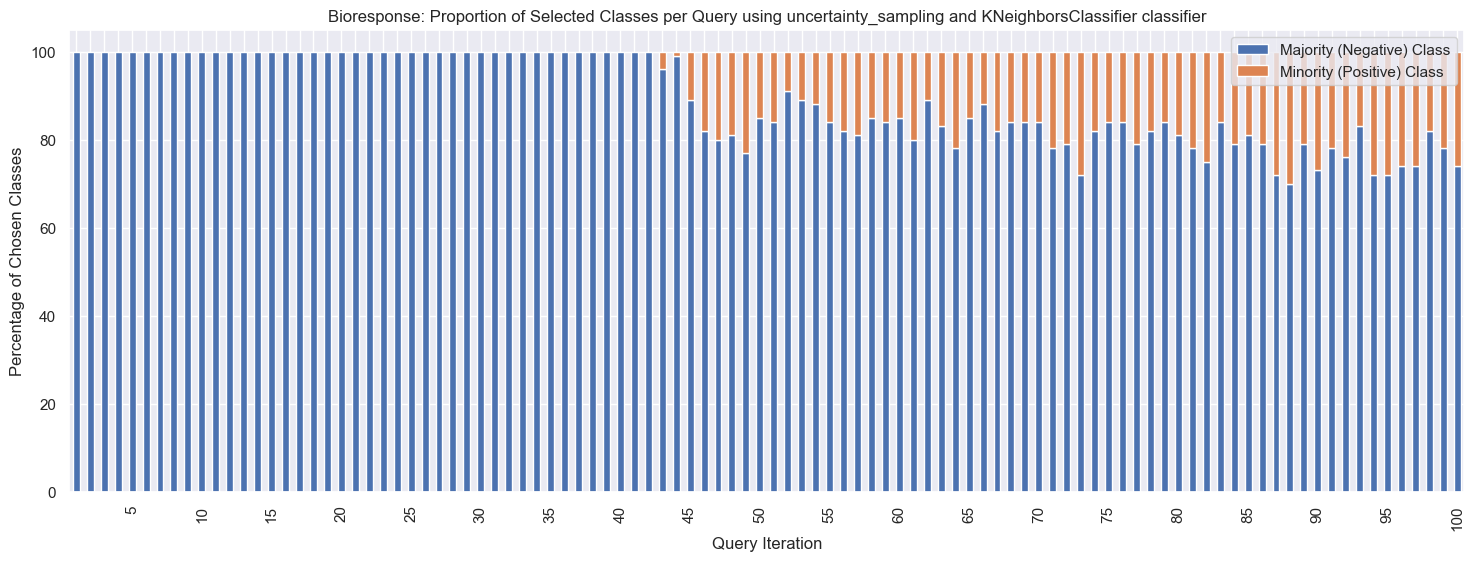 Bioresponse: Proportion of Selected Classes per Query using uncertainty_sampling and KNeighborsClassifier classifier
Majority (Negative) Class
Minority (Positive) Class
Percentage of Chosen Classes
100
80
60
40
20
0
5 10 15 20 25 30 35 40 45 50 55 60 65 70 75 80 85 90 95 100
Query Iteration